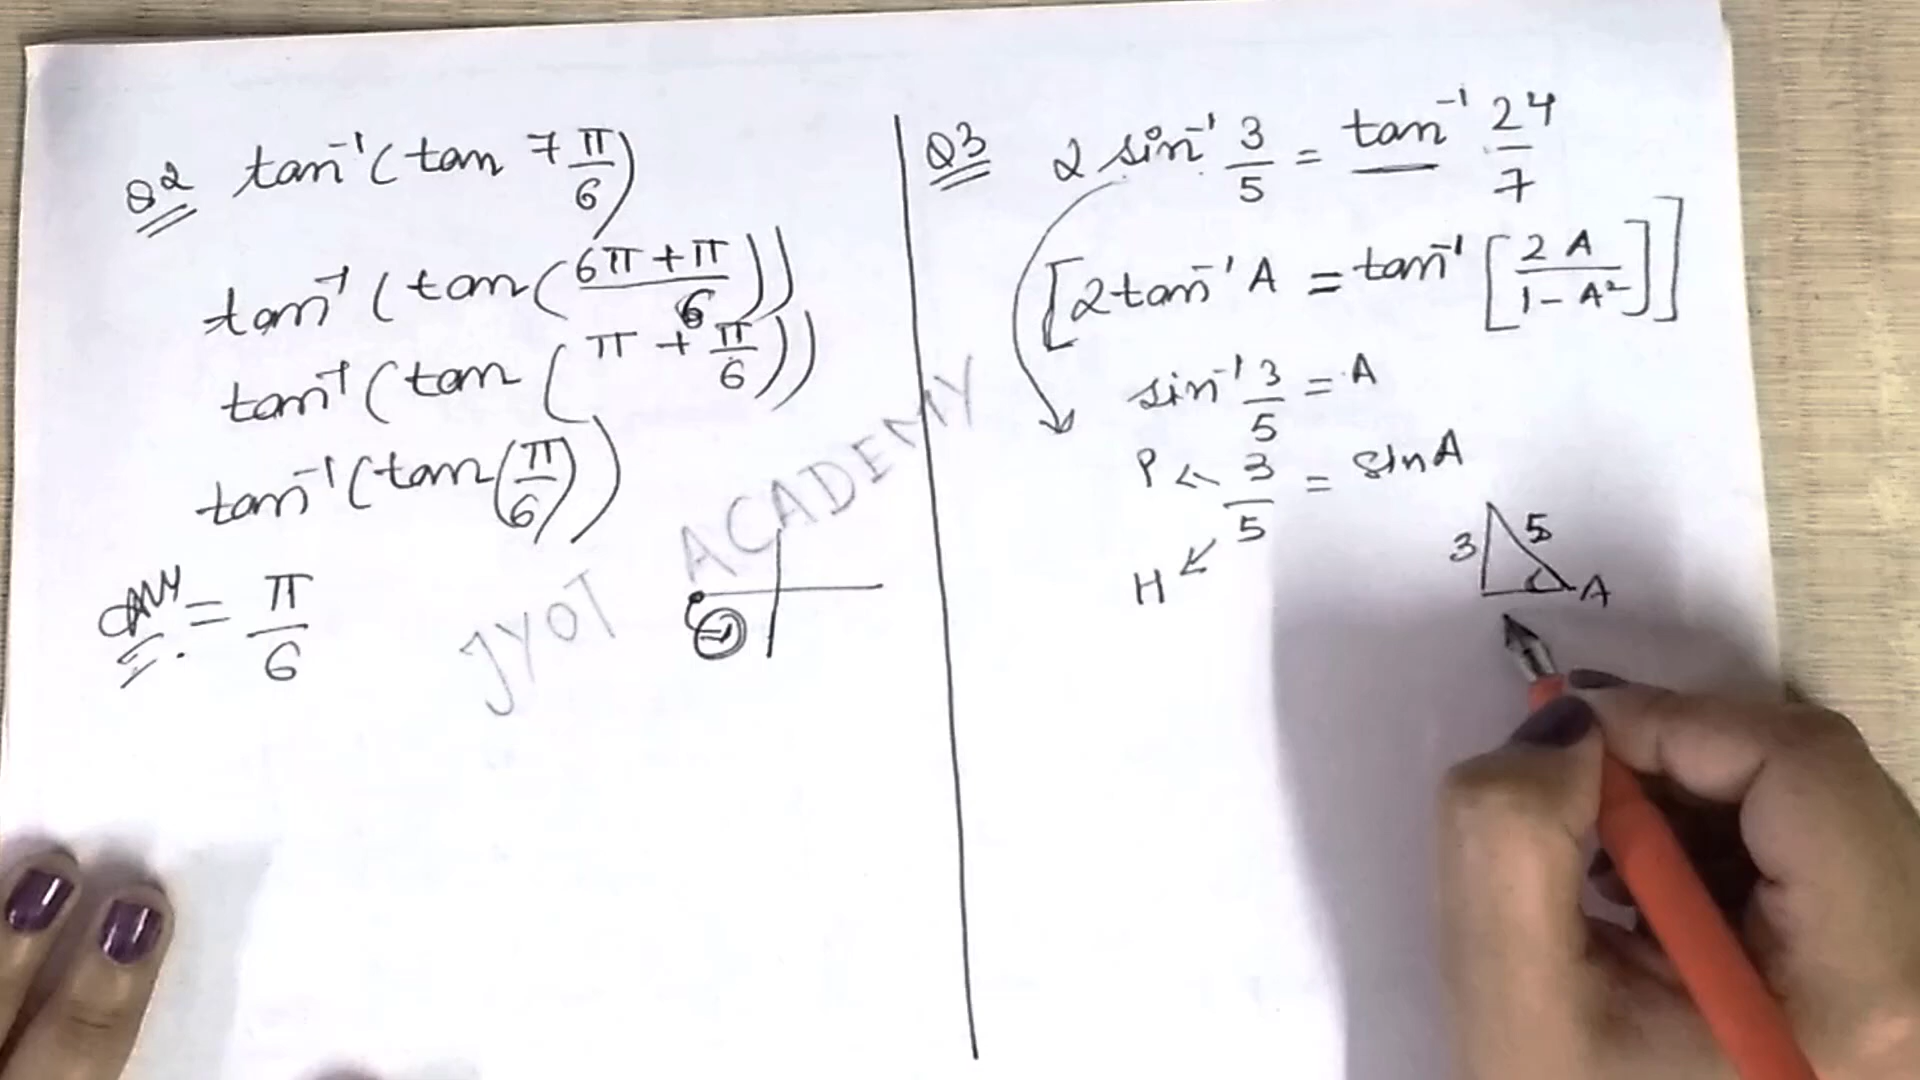 Q2 tan⁻¹(tan 7π/6)
tan⁻¹(tan(6π+π/6))
tan⁻¹(tan(π+π/6))
tan⁻¹(tan(π/6))
Ans = π/6
JYOT ACADEMY
Q3 2 sin⁻¹ 3/5 = tan⁻¹ 24/7
[2tan⁻¹A = tan⁻¹[2A/1-A²]]
sin⁻¹ 3/5 = A
P ← 3/5 = sinA
H ↙
3 5
A